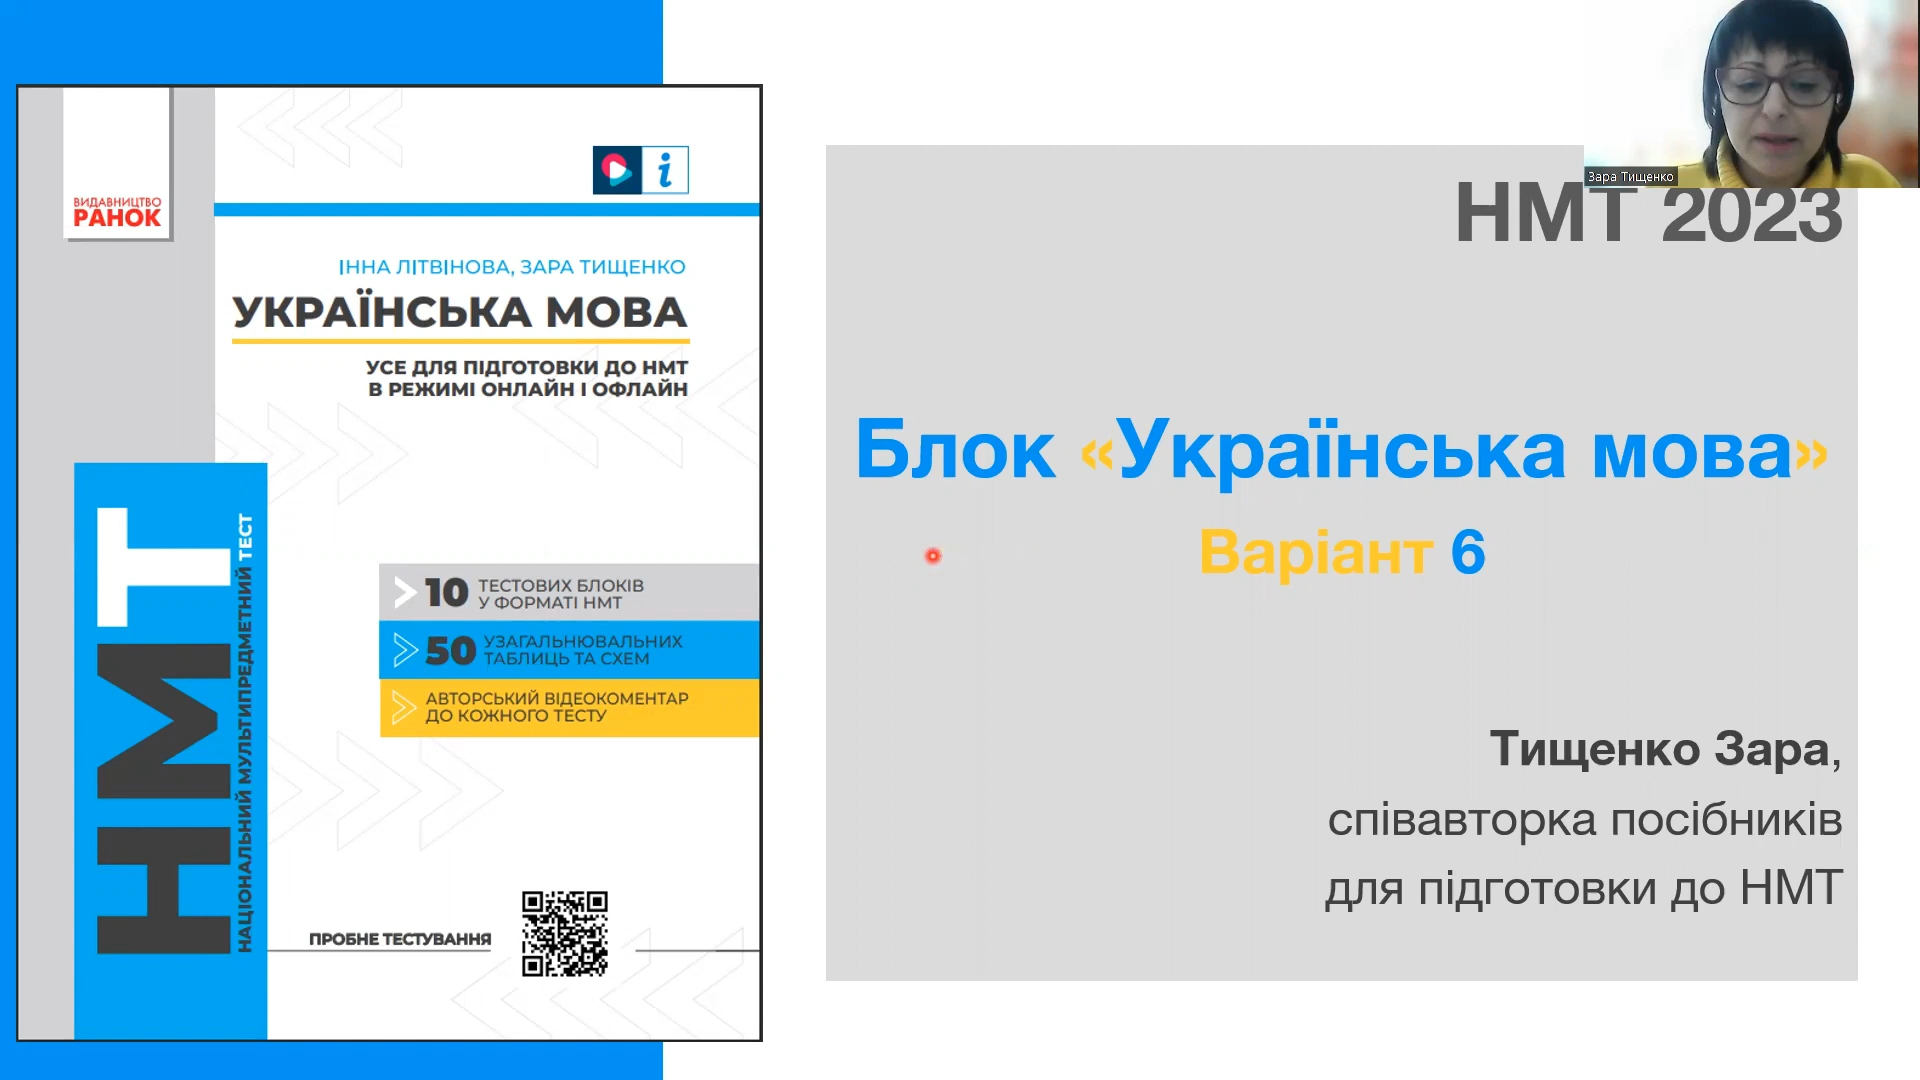 ВИДАВНИЦТВО
РАНОК
i
ІННА ЛІТВІНОВА, ЗАРА ТИЩЕНКО
УКРАЇНСЬКА МОВА
УСЕ ДЛЯ ПІДГОТОВКИ ДО НМТ
В РЕЖИМІ ОНЛАЙН І ОФЛАЙН
НМТ
НАЦІОНАЛЬНИЙ МУЛЬТИПРЕДМЕТНИЙ ТЕСТ
10 ТЕСТОВИХ БЛОКІВ
У ФОРМАТІ НМТ
50 УЗАГАЛЬНЮВАЛЬНИХ
ТАБЛИЦЬ ТА СХЕМ
АВТОРСЬКИЙ ВІДЕОКОМЕНТАР
ДО КОЖНОГО ТЕСТУ
ПРОБНЕ ТЕСТУВАННЯ
Зара Тищенко
НМТ 2023
Блок «Українська мова»
Варіант 6
Тищенко Зара,
співавторка посібників
для підготовки до НМТ